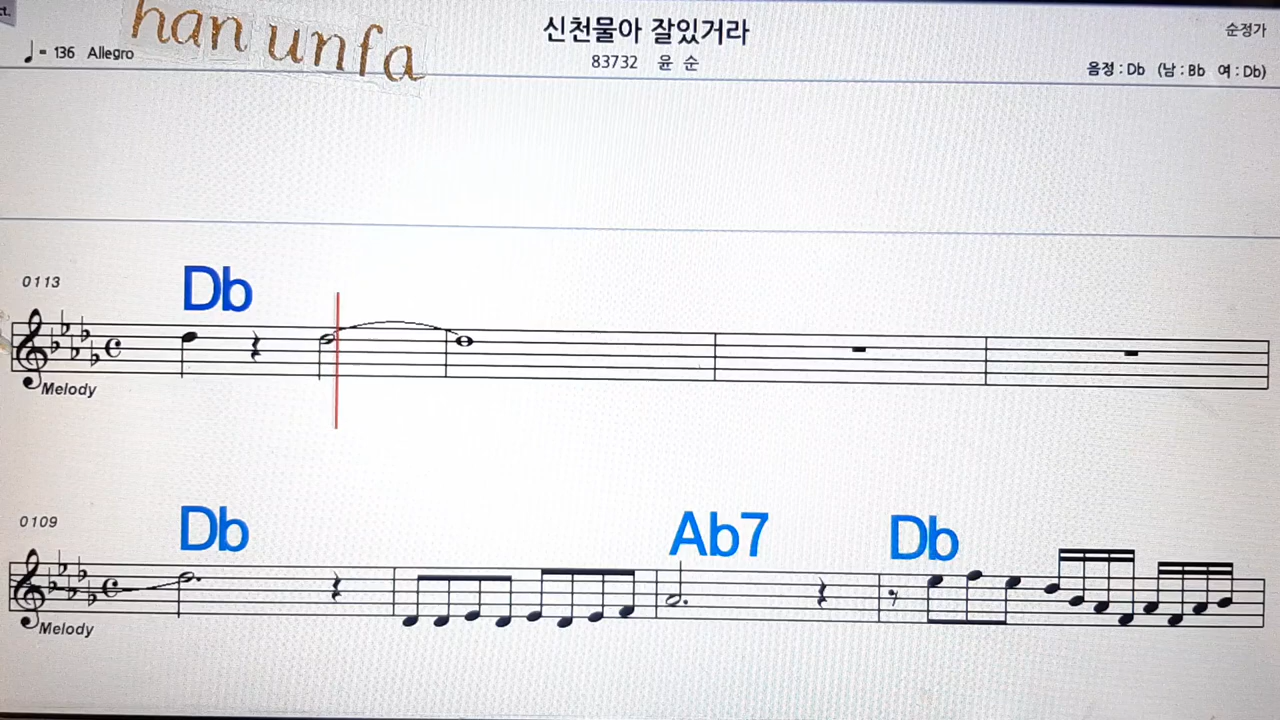 ct.
han unfa
신천물아 잘있거라
순정가
♩ = 136 Allegro
83732 윤 순
음정 : Db (남 : Bb 여 : Db)
0113
Db
Melody
0109
Db Ab7 Db
Melody